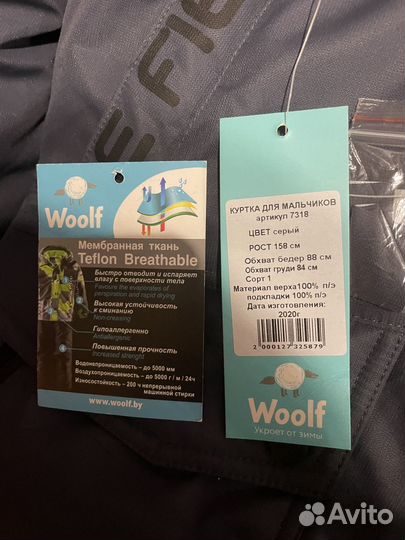 E FIE
Woolf
Мембранная ткань
Teflon Breathable
Быстро отводит и испаряет
влагу с поверхности тела
Favours the evaporates of
perspiration and rapid drying
Высокая устойчивость
к сминанию
Non-creasing
Гипоаллергенно
Antiallergenic
Повышенная прочность
Increased strenght
Водонепроницаемость – до 5000 мм
Воздухопроницаемость – до 5000 г / м / 24ч
Износостойкость – 200 ч непрерывной
машинной стирки
www.woolf.by
Woolf
КУРТКА ДЛЯ МАЛЬЧИКОВ
артикул 7318
ЦВЕТ серый
РОСТ 158 см
Обхват бедер 88 см
Обхват груди 84 см
Сорт 1
Материал верха100% п/э
подкладки 100% п/э
Дата изготовления:
2020г
2 000127 325879
Woolf
Укроет от зимы
Avito